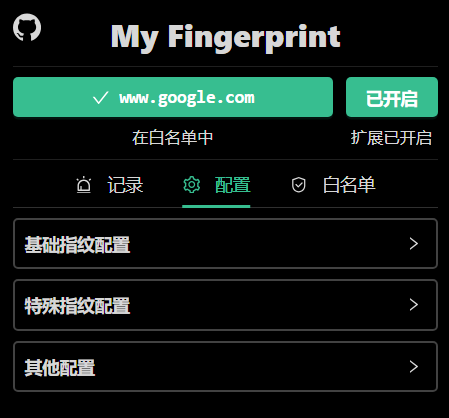 My Fingerprint
www.google.com 已开启
在白名单中 扩展已开启
记录 配置 白名单
基础指纹配置
特殊指纹配置
其他配置